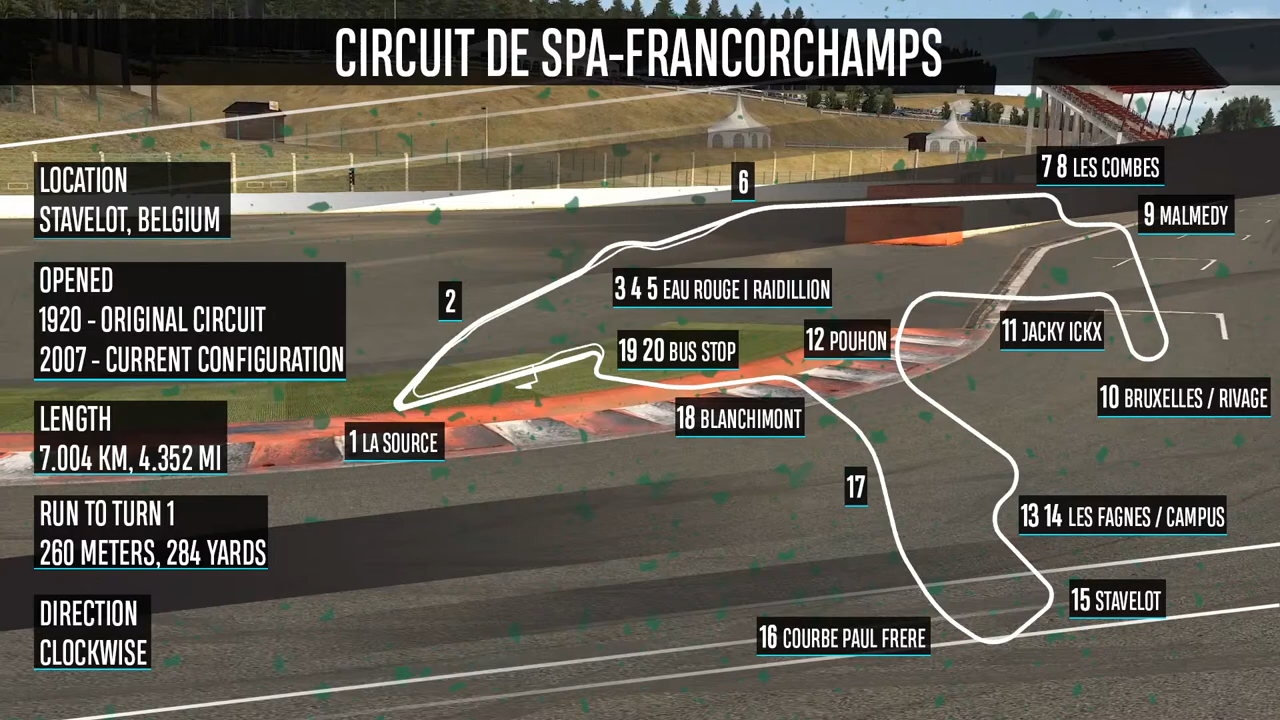 CIRCUIT DE SPA-FRANCORCHAMPS
LOCATION
STAVELOT, BELGIUM
OPENED
1920 - ORIGINAL CIRCUIT
2007 - CURRENT CONFIGURATION
LENGTH
7.004 KM, 4.352 MI
RUN TO TURN 1
260 METERS, 284 YARDS
DIRECTION
CLOCKWISE
1 LA SOURCE
2
3 4 5 EAU ROUGE | RAIDILLION
6
7 8 LES COMBES
9 MALMEDY
10 BRUXELLES / RIVAGE
11 JACKY ICKX
12 POUHON
13 14 LES FAGNES / CAMPUS
15 STAVELOT
16 COURBE PAUL FRERE
17
18 BLANCHIMONT
19 20 BUS STOP